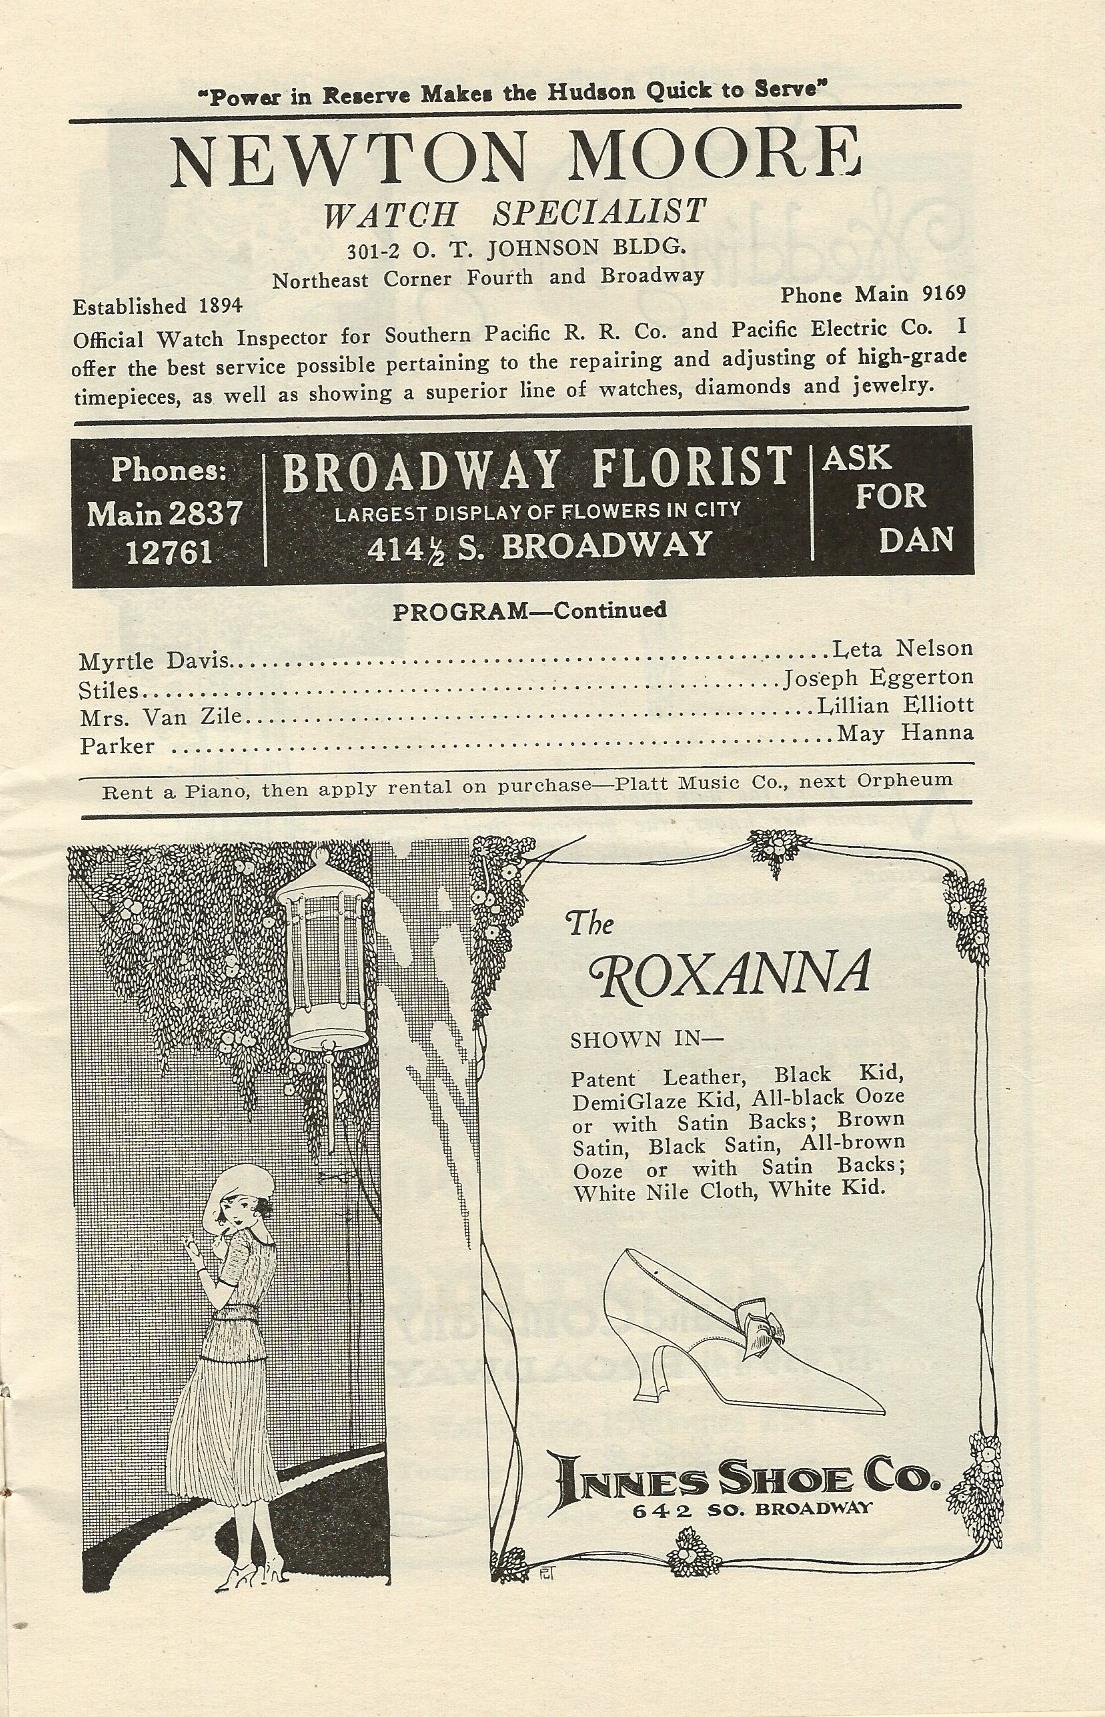 "Power in Reserve Makes the Hudson Quick to Serve"
NEWTON MOORE
WATCH SPECIALIST
301-2 O. T. JOHNSON BLDG.
Northeast Corner Fourth and Broadway
Established 1894
Phone Main 9169
Official Watch Inspector for Southern Pacific R. R. Co. and Pacific Electric Co. I
offer the best service possible pertaining to the repairing and adjusting of high-grade
timepieces, as well as showing a superior line of watches, diamonds and jewelry.
Phones:
Main 2837
12761
BROADWAY FLORIST
LARGEST DISPLAY OF FLOWERS IN CITY
414½ S. BROADWAY
ASK
FOR
DAN
PROGRAM—Continued
Myrtle Davis........................................................Leta Nelson
Stiles............................................................Joseph Eggerton
Mrs. Van Zile.....................................................Lillian Elliott
Parker ............................................................May Hanna
Rent a Piano, then apply rental on purchase—Platt Music Co., next Orpheum
The
ROXANNA
SHOWN IN—
Patent Leather, Black Kid,
DemiGlaze Kid, All-black Ooze
or with Satin Backs; Brown
Satin, Black Satin, All-brown
Ooze or with Satin Backs;
White Nile Cloth, White Kid.
INNES SHOE CO.
642 SO. BROADWAY